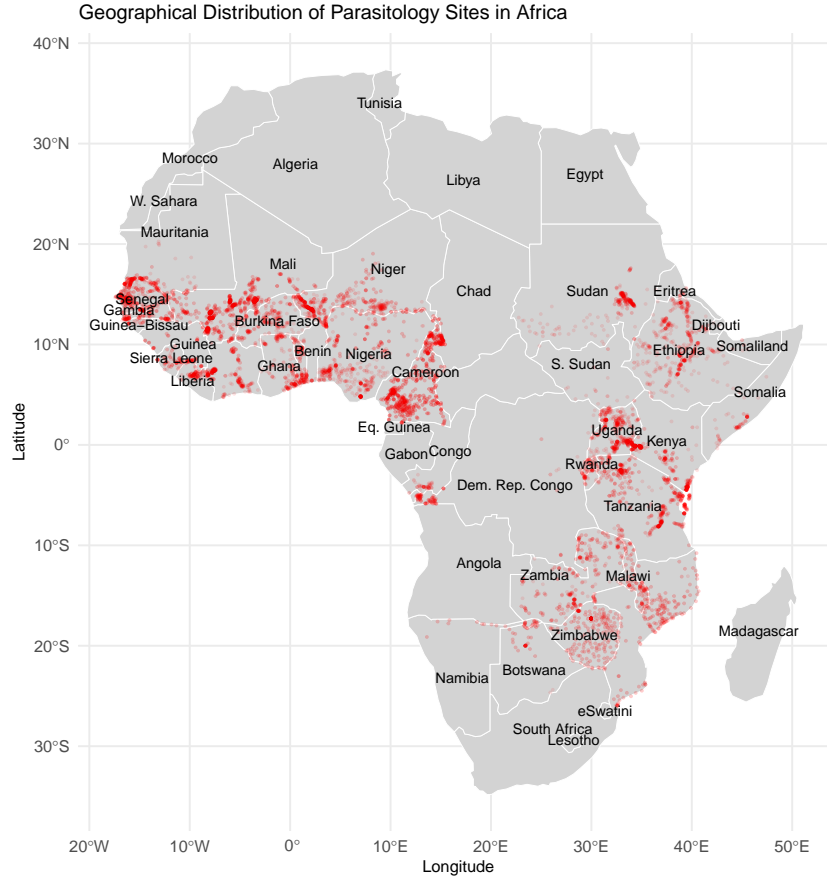 Geographical Distribution of Parasitology Sites in Africa
40°N
30°N
20°N
10°N
0°
10°S
20°S
30°S
Latitude
Tunisia
Morocco
Algeria
Libya
Egypt
W. Sahara
Mauritania
Mali
Niger
Chad
Sudan
Eritrea
Senegal
Gambia
Guinea−Bissau
Burkina Faso
Djibouti
Guinea
Sierra Leone
Benin
Nigeria
Ethiopia
Somaliland
Ghana
S. Sudan
Liberia
Cameroon
Somalia
Eq. Guinea
Uganda
Kenya
Gabon
Congo
Rwanda
Dem. Rep. Congo
Tanzania
Angola
Zambia
Malawi
Zimbabwe
Madagascar
Namibia
Botswana
eSwatini
South Africa
Lesotho
20°W
10°W
0°
10°E
20°E
30°E
40°E
50°E
Longitude